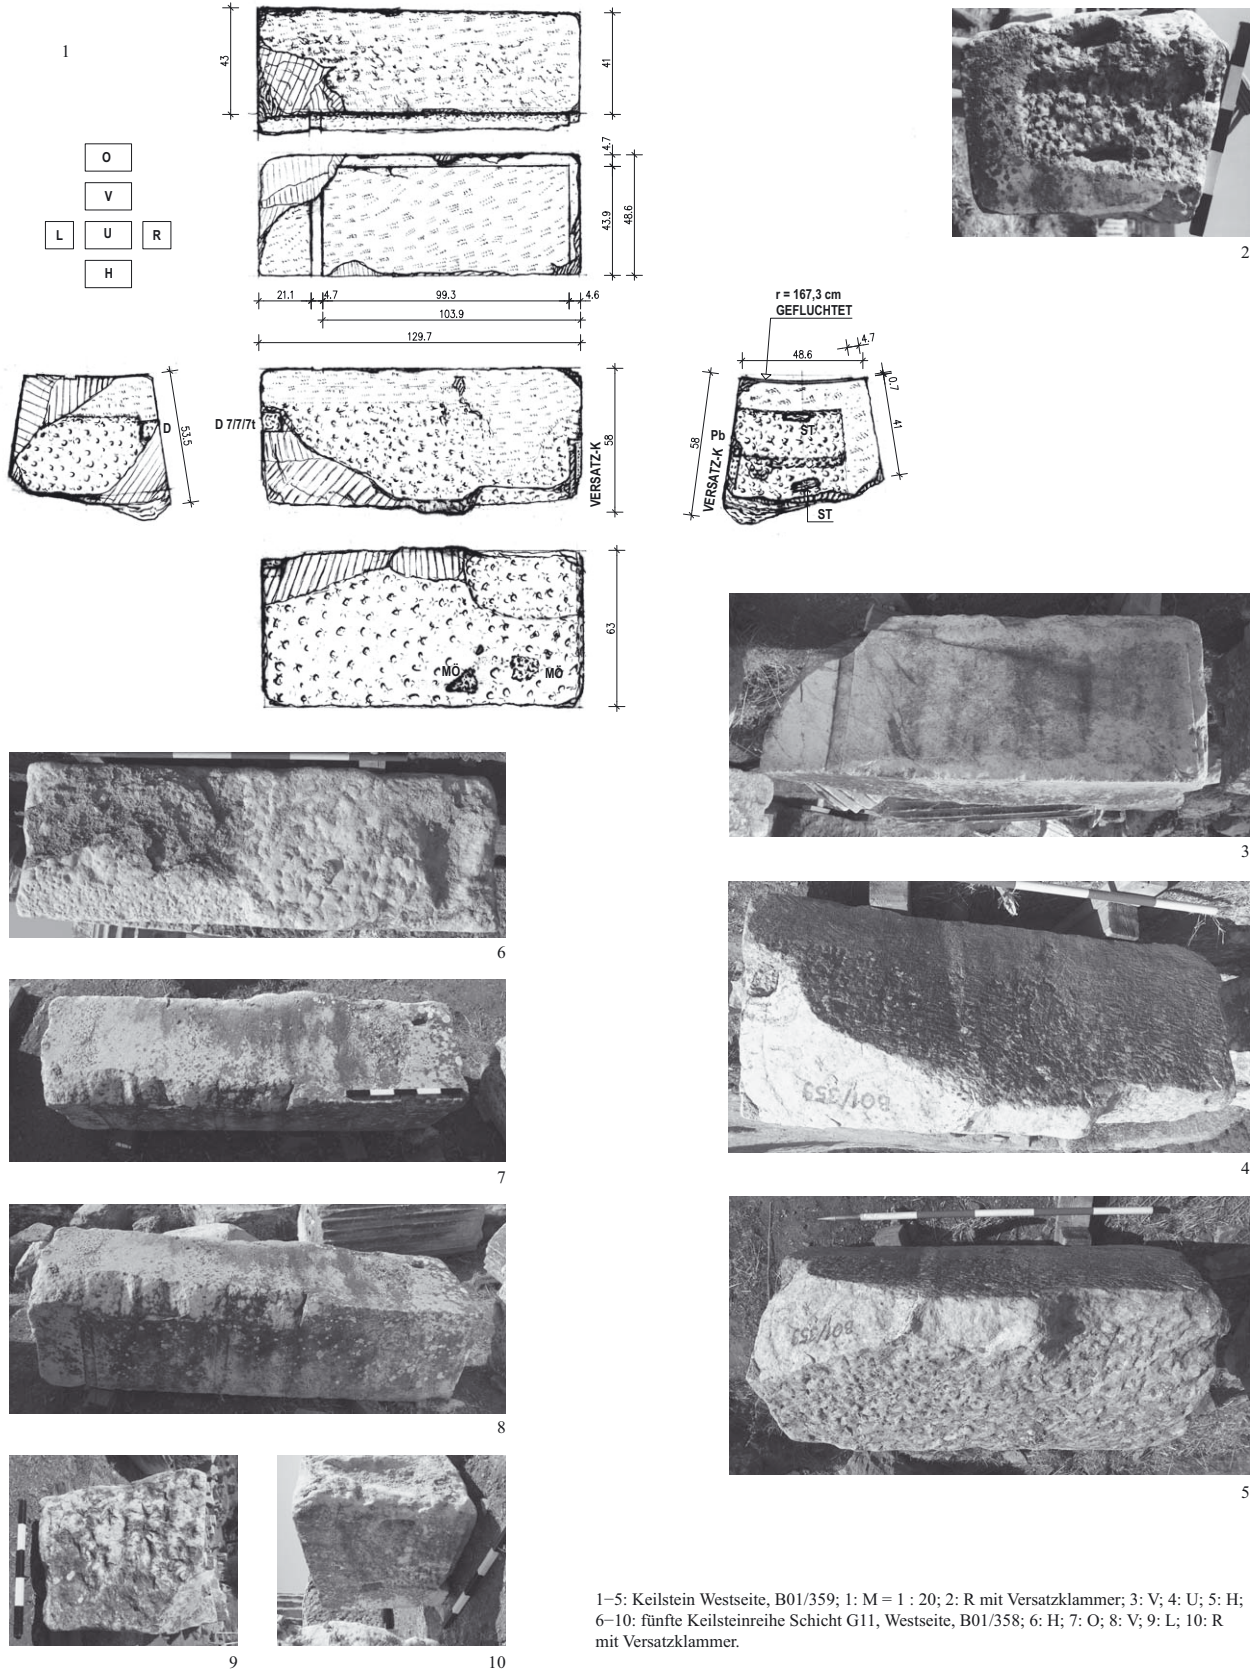 1
43
41
O
V
L U R
H
4.7
43.9
48.6
21.1 4.7 99.3 4.6
103.9
129.7
2
r = 167,3 cm
GEFLUCHTET
4.7
48.6
0.7
D
53.5
D 7/7/7t
VERSATZ-K
58
58
Pb
VERSATZ-K
ST
ST
41
MÖ MÖ
63
3
6
B01/359
4
7
B01/359
8
5
9
10
1–5: Keilstein Westseite, B01/359; 1: M = 1 : 20; 2: R mit Versatzklammer; 3: V; 4: U; 5: H;
6–10: fünfte Keilsteinreihe Schicht G11, Westseite, B01/358; 6: H; 7: O; 8: V; 9: L; 10: R
mit Versatzklammer.